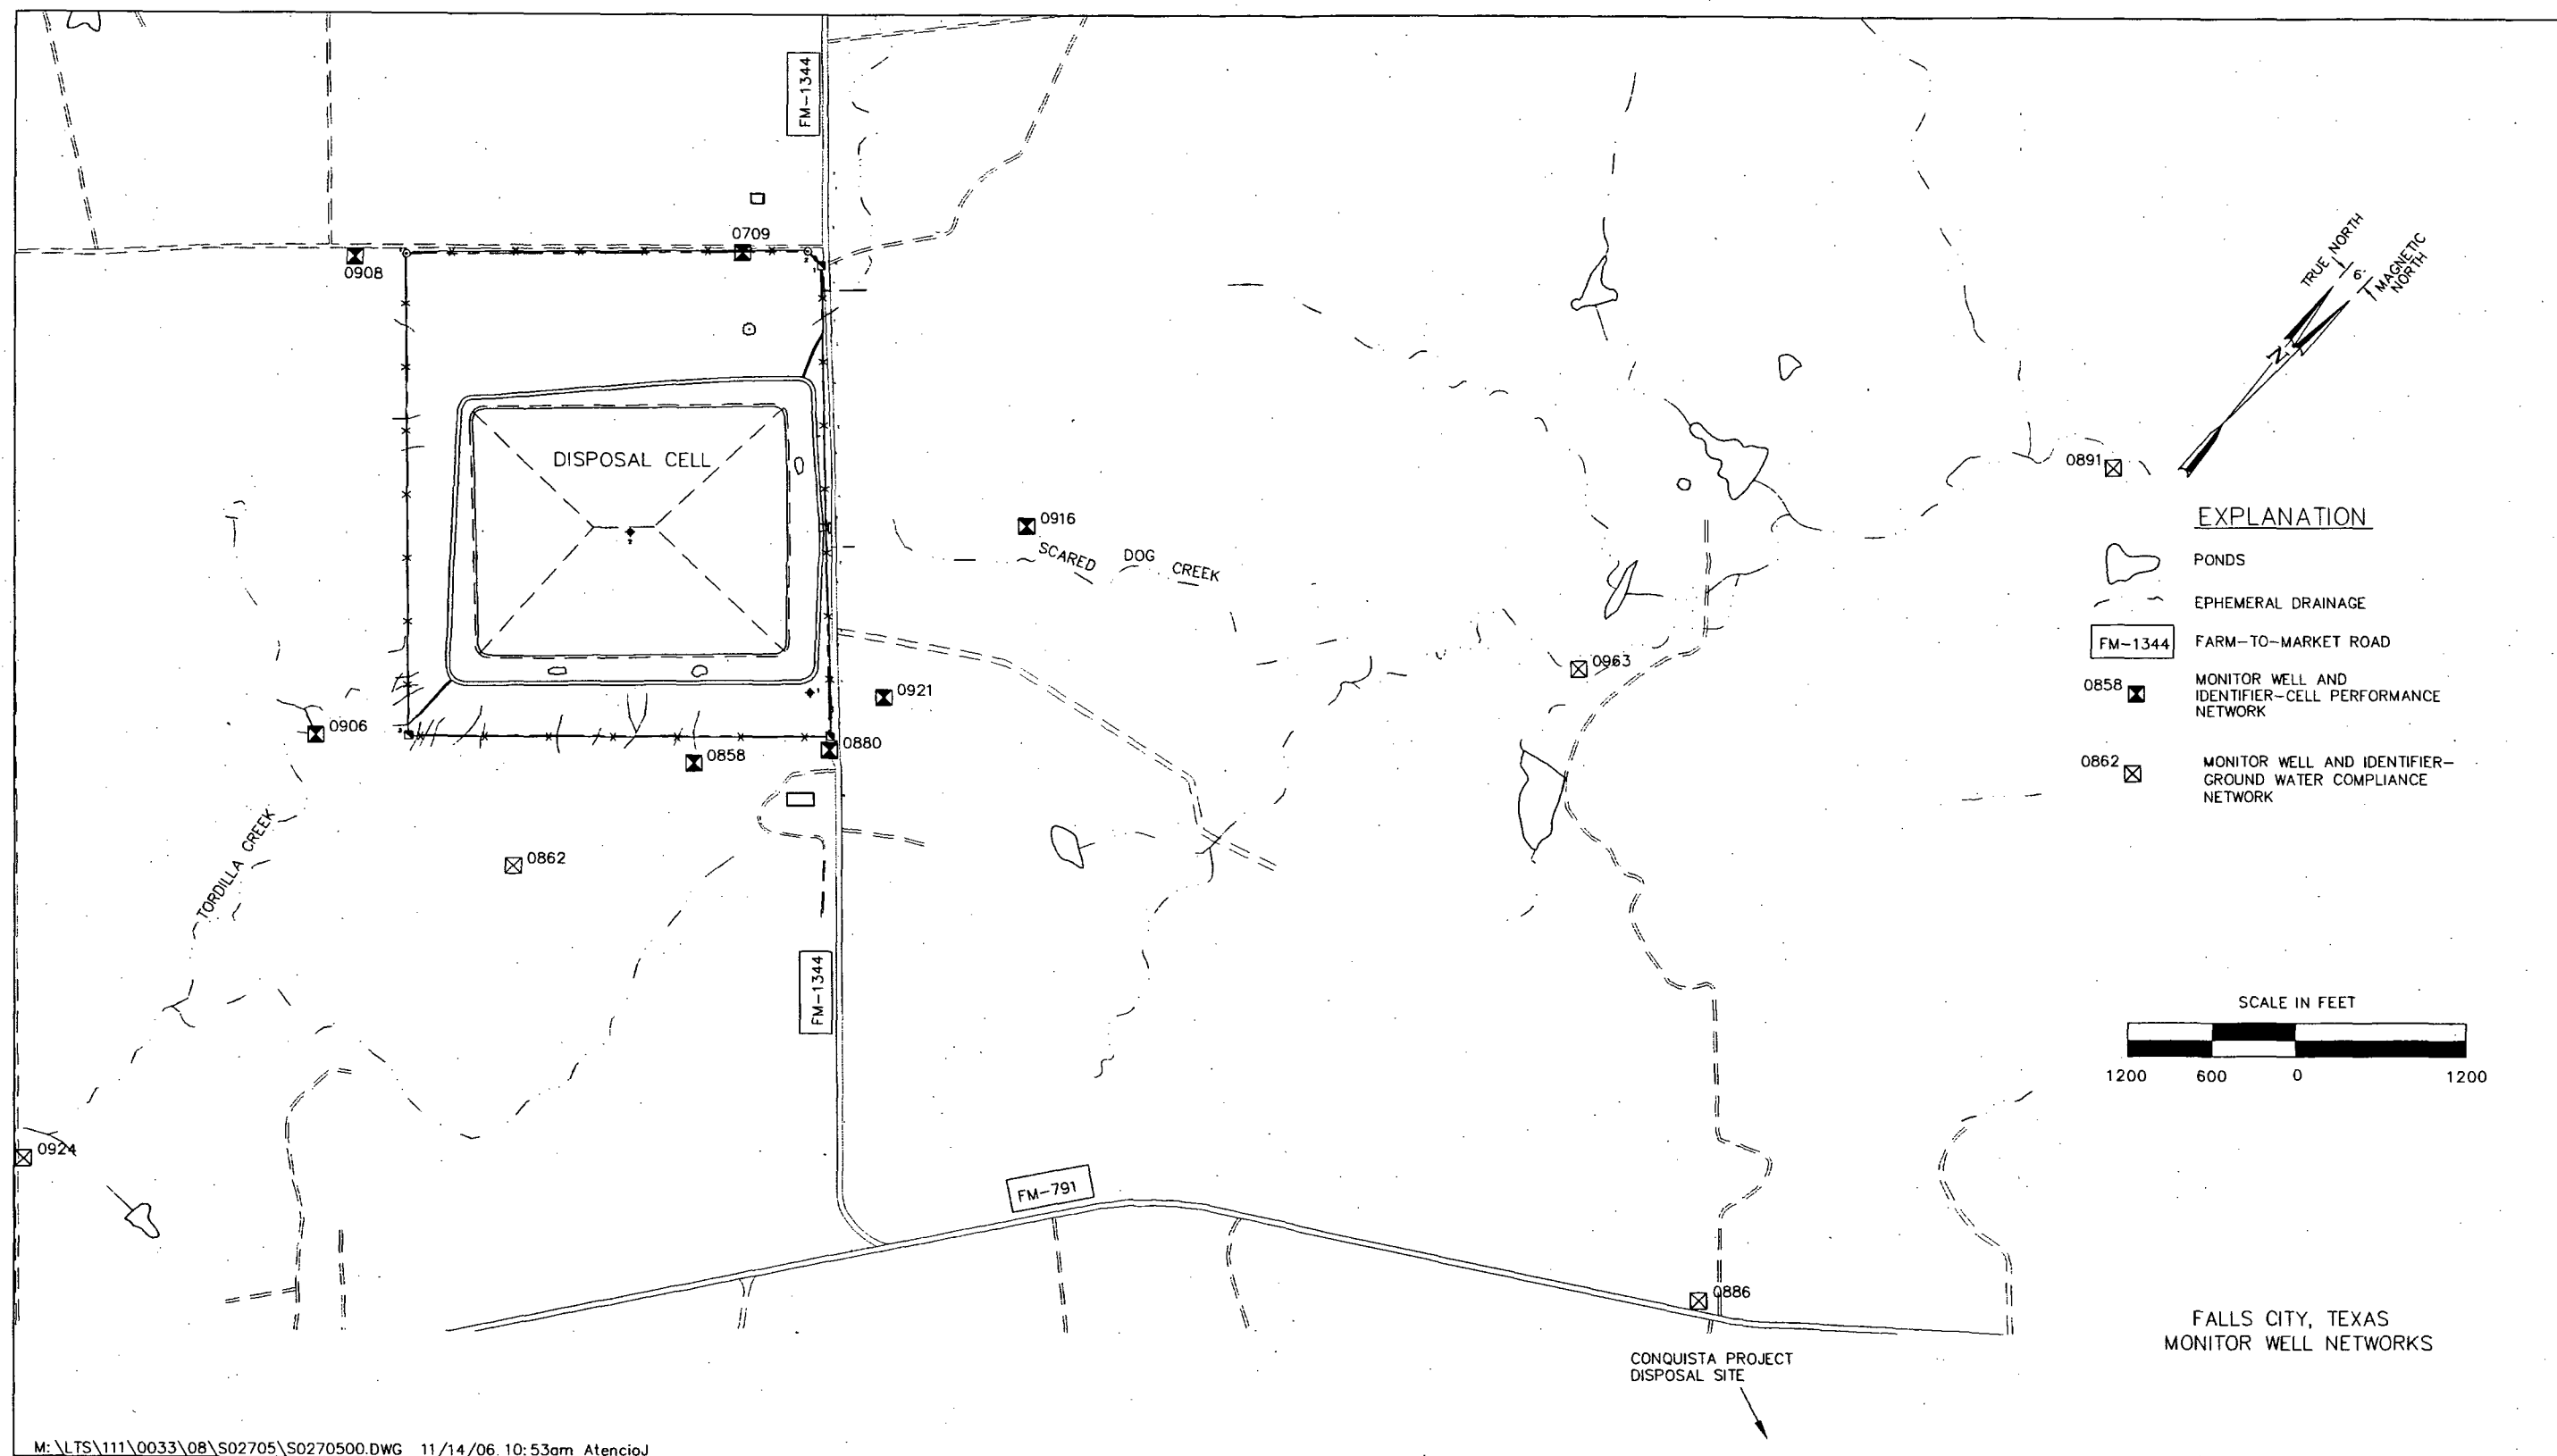 FM-1344
0709
0908
TRUE NORTH
6°
MAGNETIC
NORTH
N
DISPOSAL CELL
0891
0916
SCARED DOG CREEK
EXPLANATION
PONDS
EPHEMERAL DRAINAGE
FM-1344 FARM-TO-MARKET ROAD
0858 MONITOR WELL AND
IDENTIFIER-CELL PERFORMANCE
NETWORK
0862 MONITOR WELL AND IDENTIFIER-
GROUND WATER COMPLIANCE
NETWORK
0963
0921
0906
0880
0858
TORDILLA CREEK
0862
FM-1344
SCALE IN FEET
1200 600 0 1200
0924
FM-791
0886
FALLS CITY, TEXAS
MONITOR WELL NETWORKS
CONQUISTA PROJECT
DISPOSAL SITE
M:\LTS\111\0033\08\S02705\S0270500.DWG 11/14/06 10:53am AtencioJ